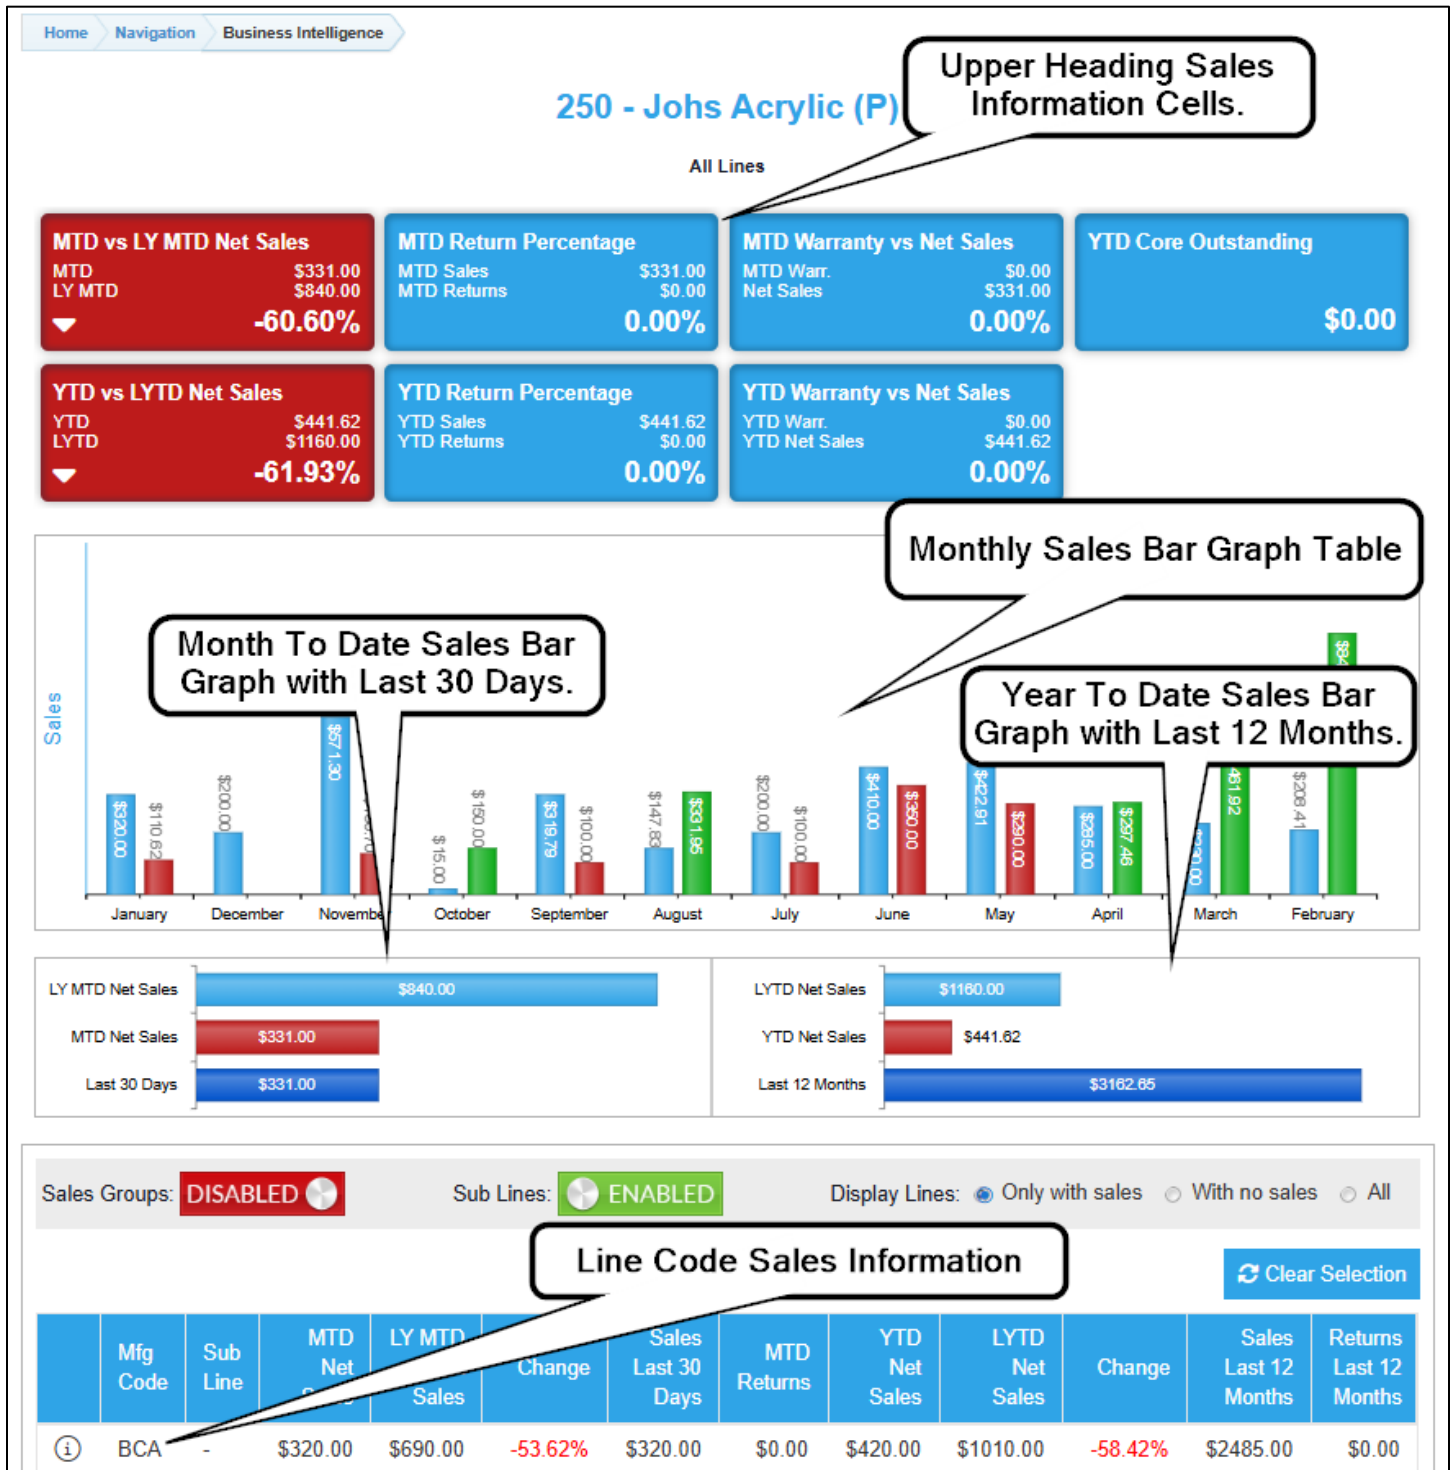 Home Navigation Business Intelligence
Upper Heading Sales
Information Cells.
250 - Johs Acrylic (P)
All Lines
MTD vs LY MTD Net Sales
MTD $331.00
LY MTD $840.00
-60.60%
MTD Return Percentage
MTD Sales $331.00
MTD Returns $0.00
0.00%
MTD Warranty vs Net Sales
MTD Warr. $0.00
Net Sales $331.00
0.00%
YTD Core Outstanding
$0.00
YTD vs LYTD Net Sales
YTD $441.62
LYTD $1160.00
-61.93%
YTD Return Percentage
YTD Sales $441.62
YTD Returns $0.00
0.00%
YTD Warranty vs Net Sales
YTD Warr. $0.00
YTD Net Sales $441.62
0.00%
Monthly Sales Bar Graph Table
Month To Date Sales Bar
Graph with Last 30 Days.
Year To Date Sales Bar
Graph with Last 12 Months.
Sales
$320.00 $110.62 $200.00 $571.30 $15.00 $150.00 $319.79 $100.00 $147.83 $331.95 $200.00 $100.00 $410.00 $350.00 $422.91 $290.00 $265.00 $297.46 $208.41
January December November October September August July June May April March February
LY MTD Net Sales $840.00
MTD Net Sales $331.00
Last 30 Days $331.00
LYTD Net Sales $1160.00
YTD Net Sales $441.62
Last 12 Months $3162.65
Sales Groups: DISABLED Sub Lines: ENABLED Display Lines: Only with sales With no sales All
Line Code Sales Information
Clear Selection
Mfg
Code
Sub
Line
MTD
Net
LY MTD
Sales
Change
Sales
Last 30
Days
MTD
Returns
YTD
Net
Sales
LYTD
Net
Sales
Change
Sales
Last 12
Months
Returns
Last 12
Months
BCA - $320.00 $690.00 -53.62% $320.00 $0.00 $420.00 $1010.00 -58.42% $2485.00 $0.00